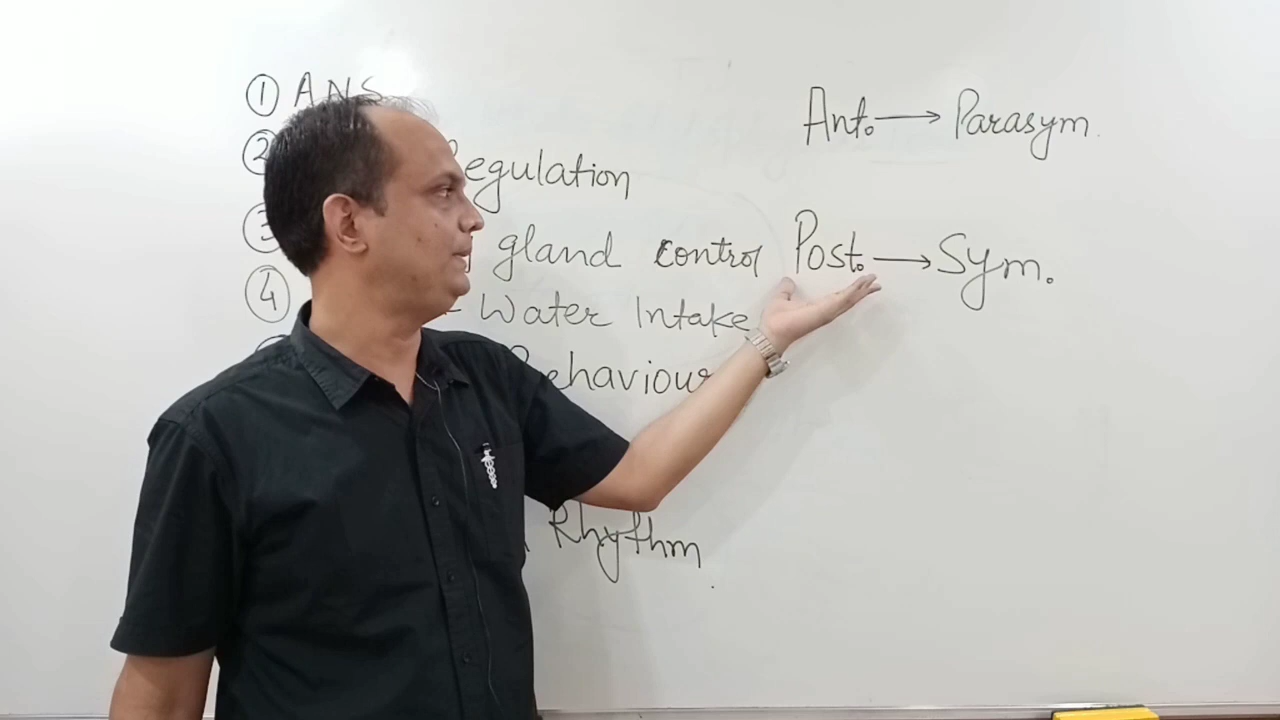 ① ANS
② Regulation
③ gland control
④ Water Intake
Behaviour
Rhythm
Ant. → Parasym.
Post. → Sym.